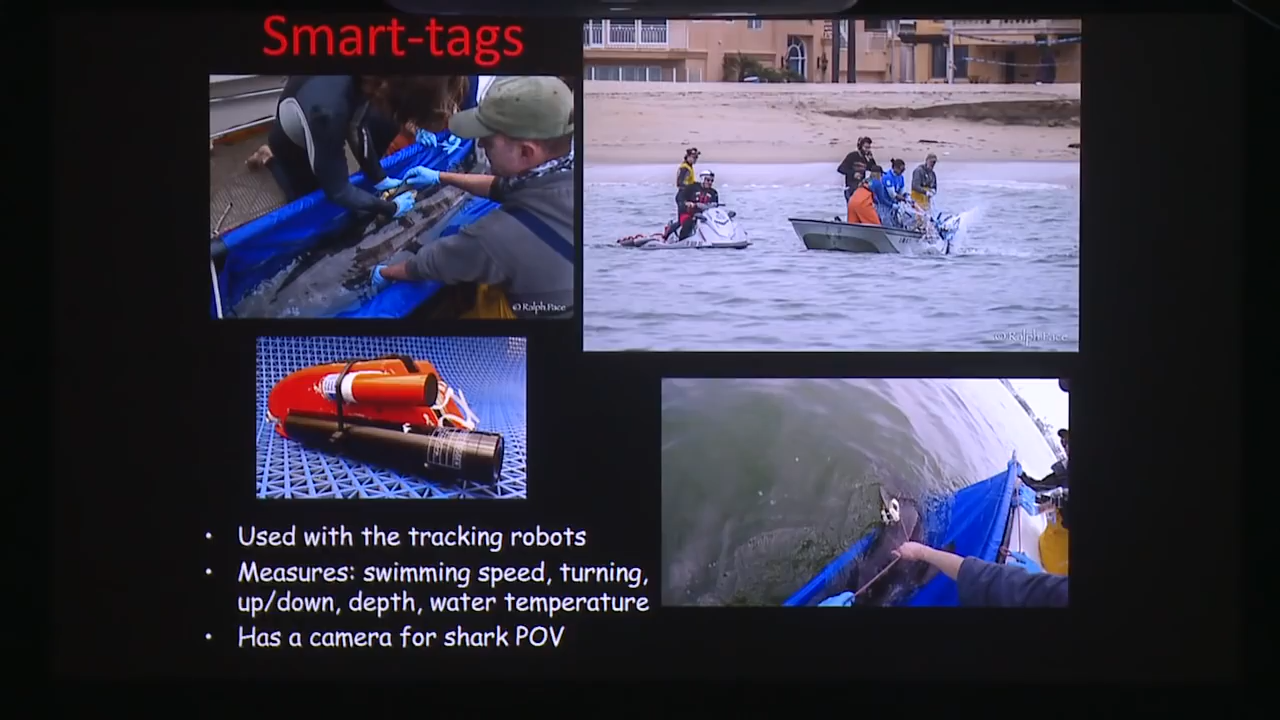 Smart-tags
© Ralph Pace
© Ralph Pace
• Used with the tracking robots
• Measures: swimming speed, turning,
up/down, depth, water temperature
• Has a camera for shark POV